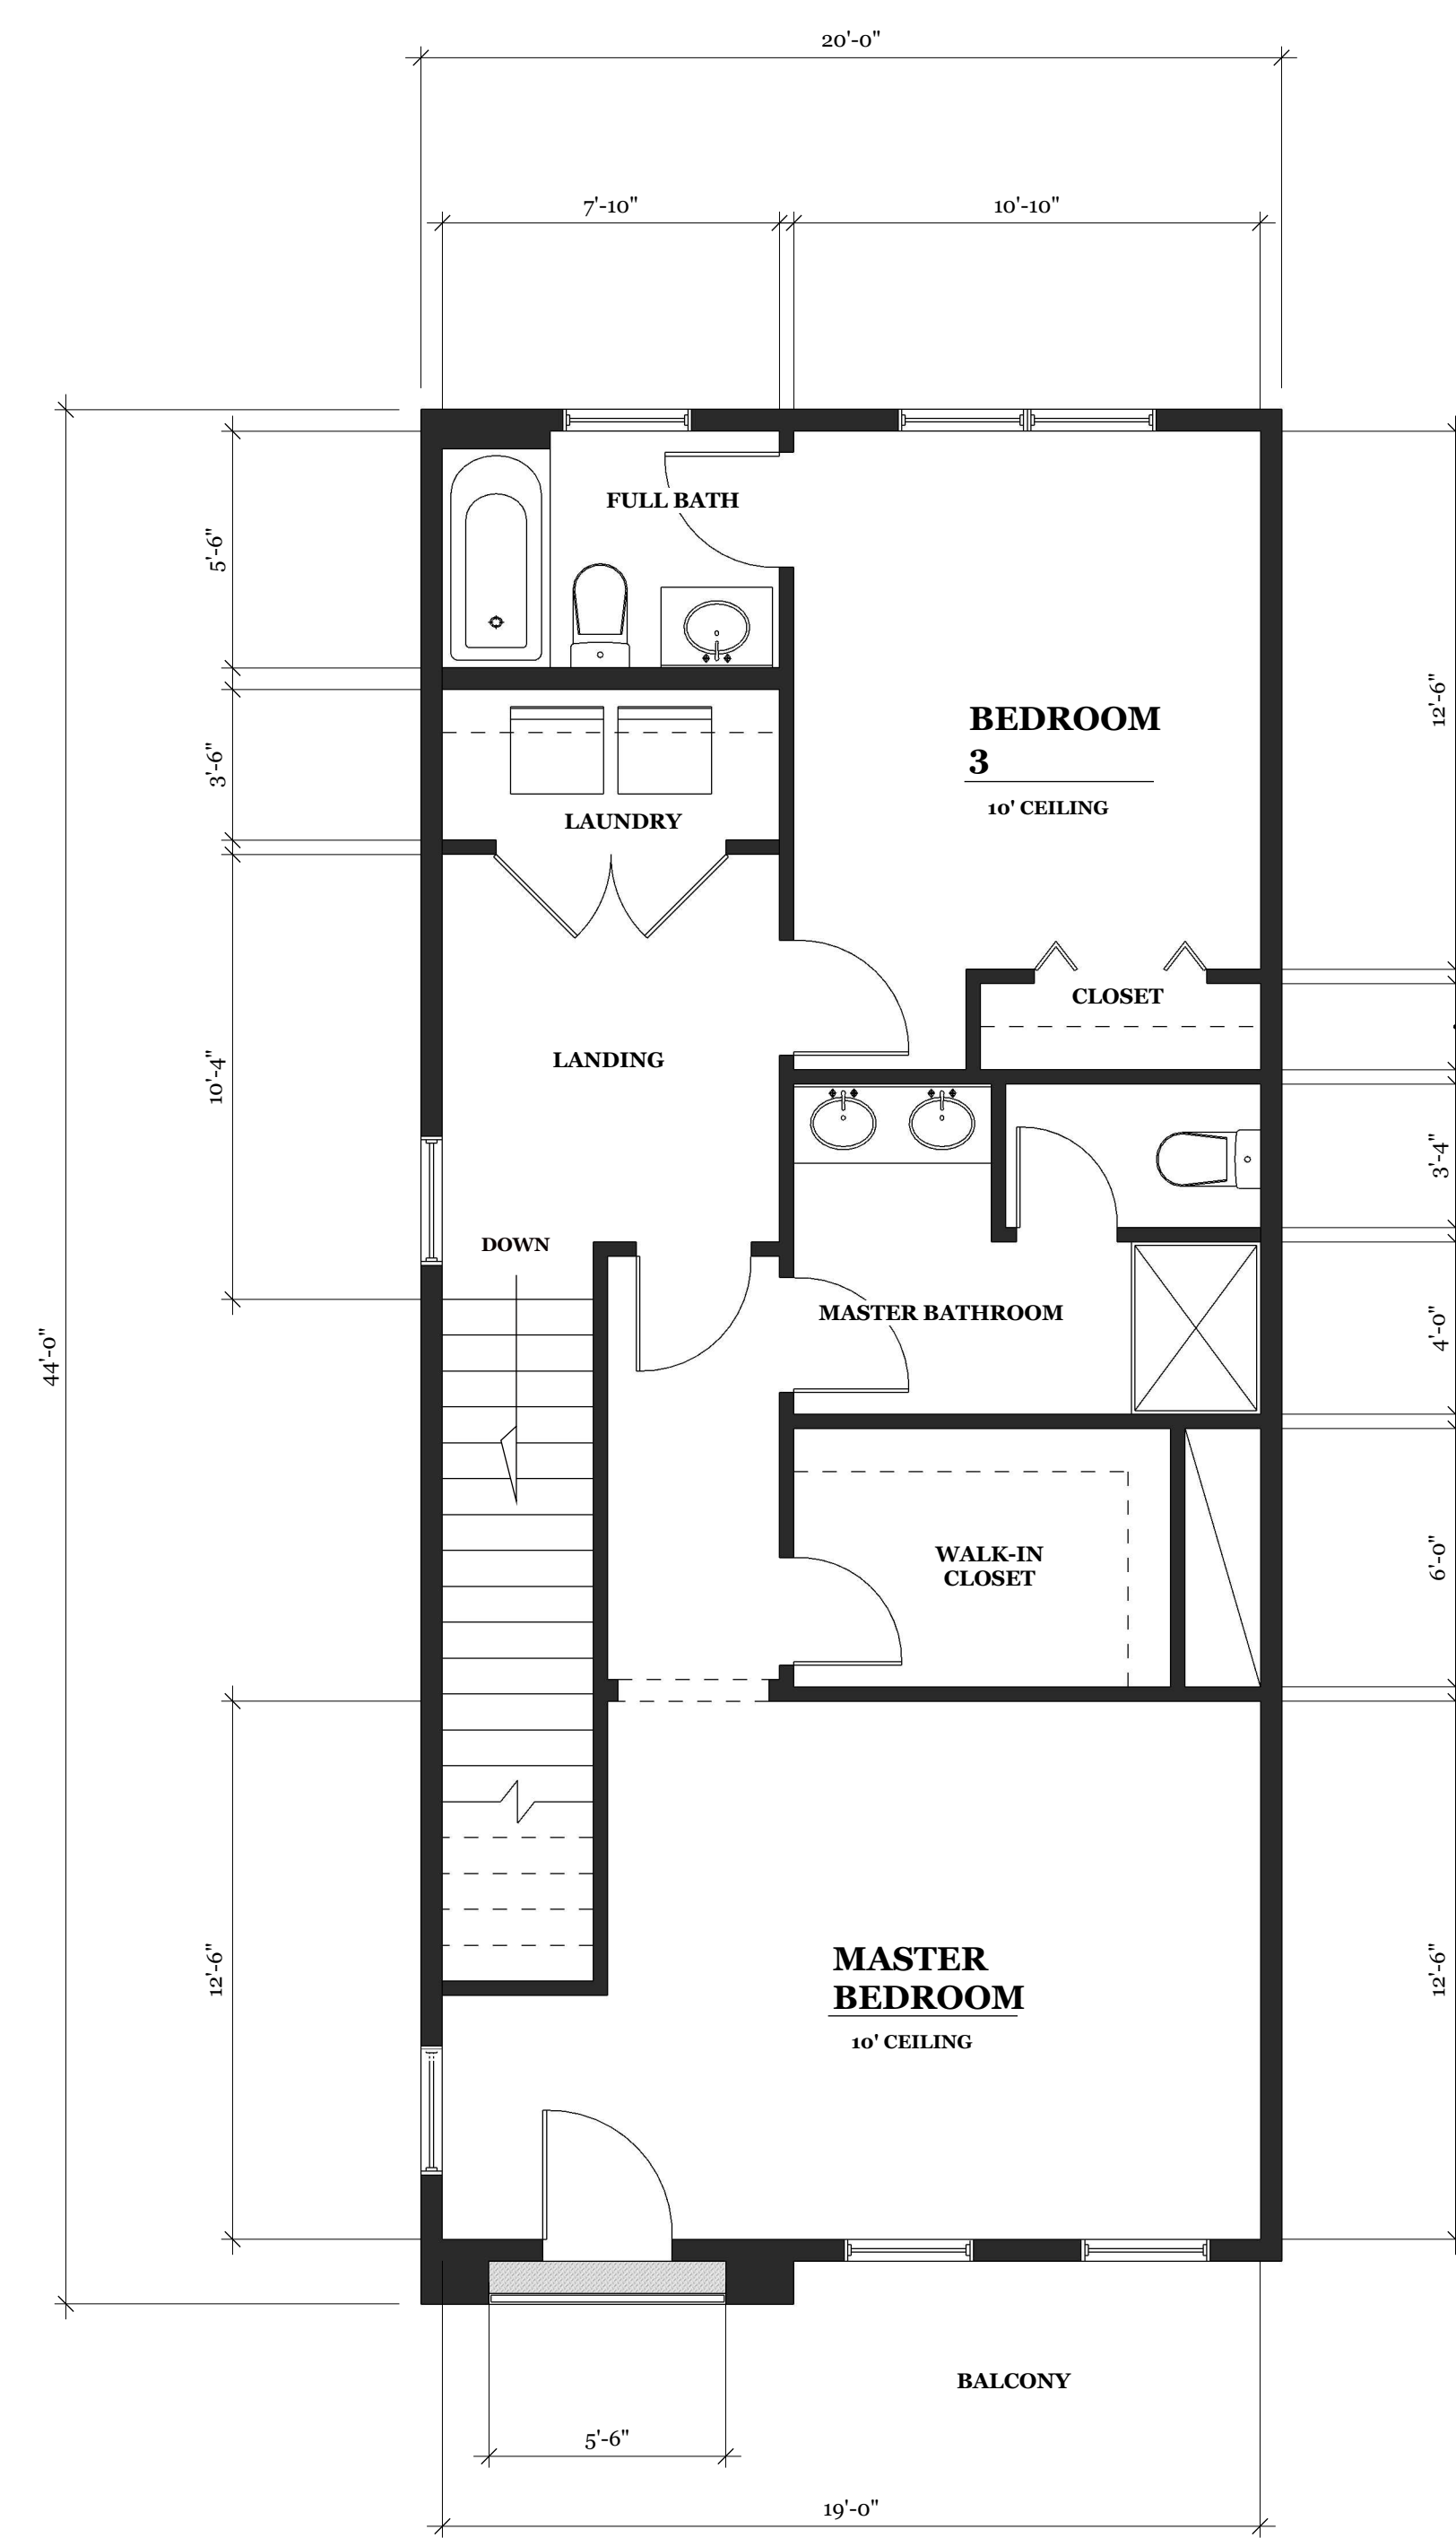 20'-0"
7'-10"
10'-10"
FULL BATH
5'-6"
BEDROOM
3
12'-6"
3'-6"
10' CEILING
LAUNDRY
CLOSET
LANDING
10'-4"
3'-4"
DOWN
MASTER BATHROOM
4'-0"
44'-0"
WALK-IN
CLOSET
6'-0"
MASTER
BEDROOM
12'-6"
12'-6"
10' CEILING
BALCONY
5'-6"
19'-0"